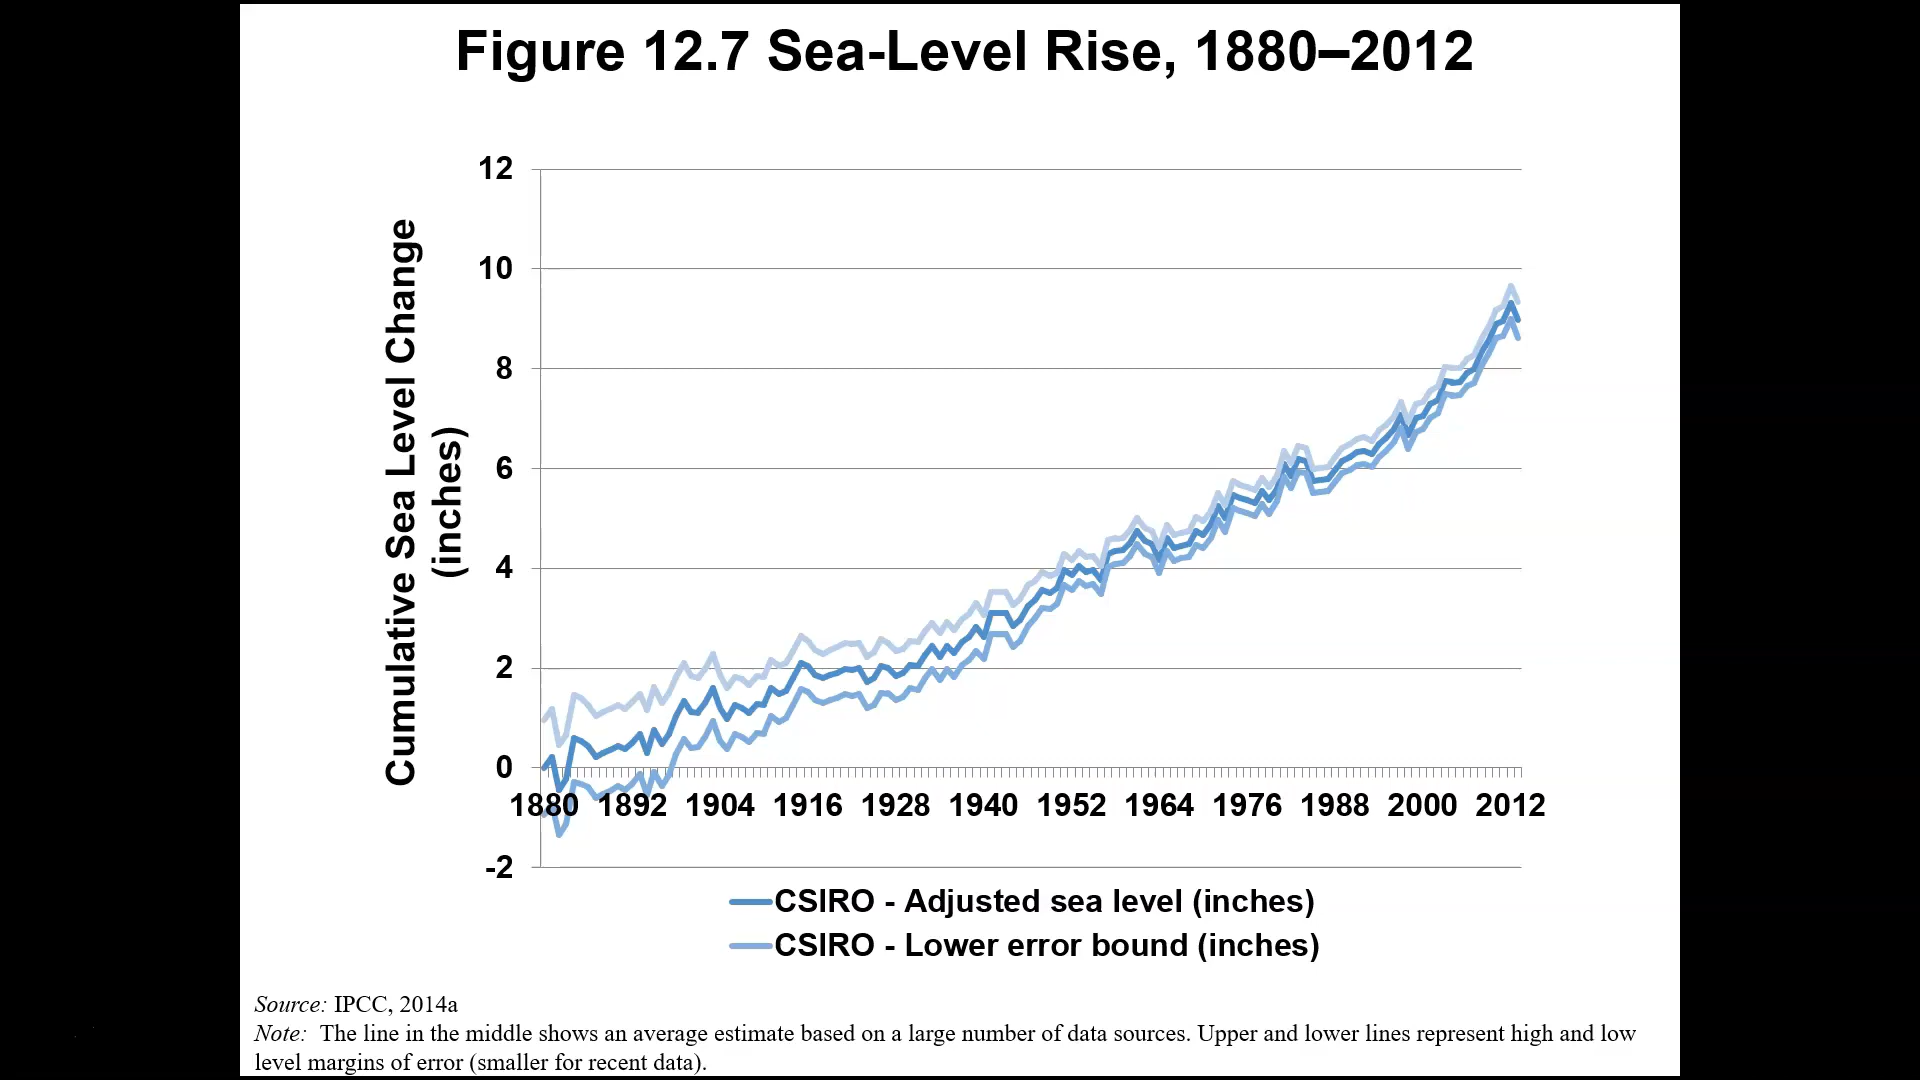 Figure 12.7 Sea-Level Rise, 1880–2012
Cumulative Sea Level Change
(inches)
12
10
8
6
4
2
0
-2
1880 1892 1904 1916 1928 1940 1952 1964 1976 1988 2000 2012
CSIRO - Adjusted sea level (inches)
CSIRO - Lower error bound (inches)
Source: IPCC, 2014a
Note: The line in the middle shows an average estimate based on a large number of data sources. Upper and lower lines represent high and low
level margins of error (smaller for recent data).